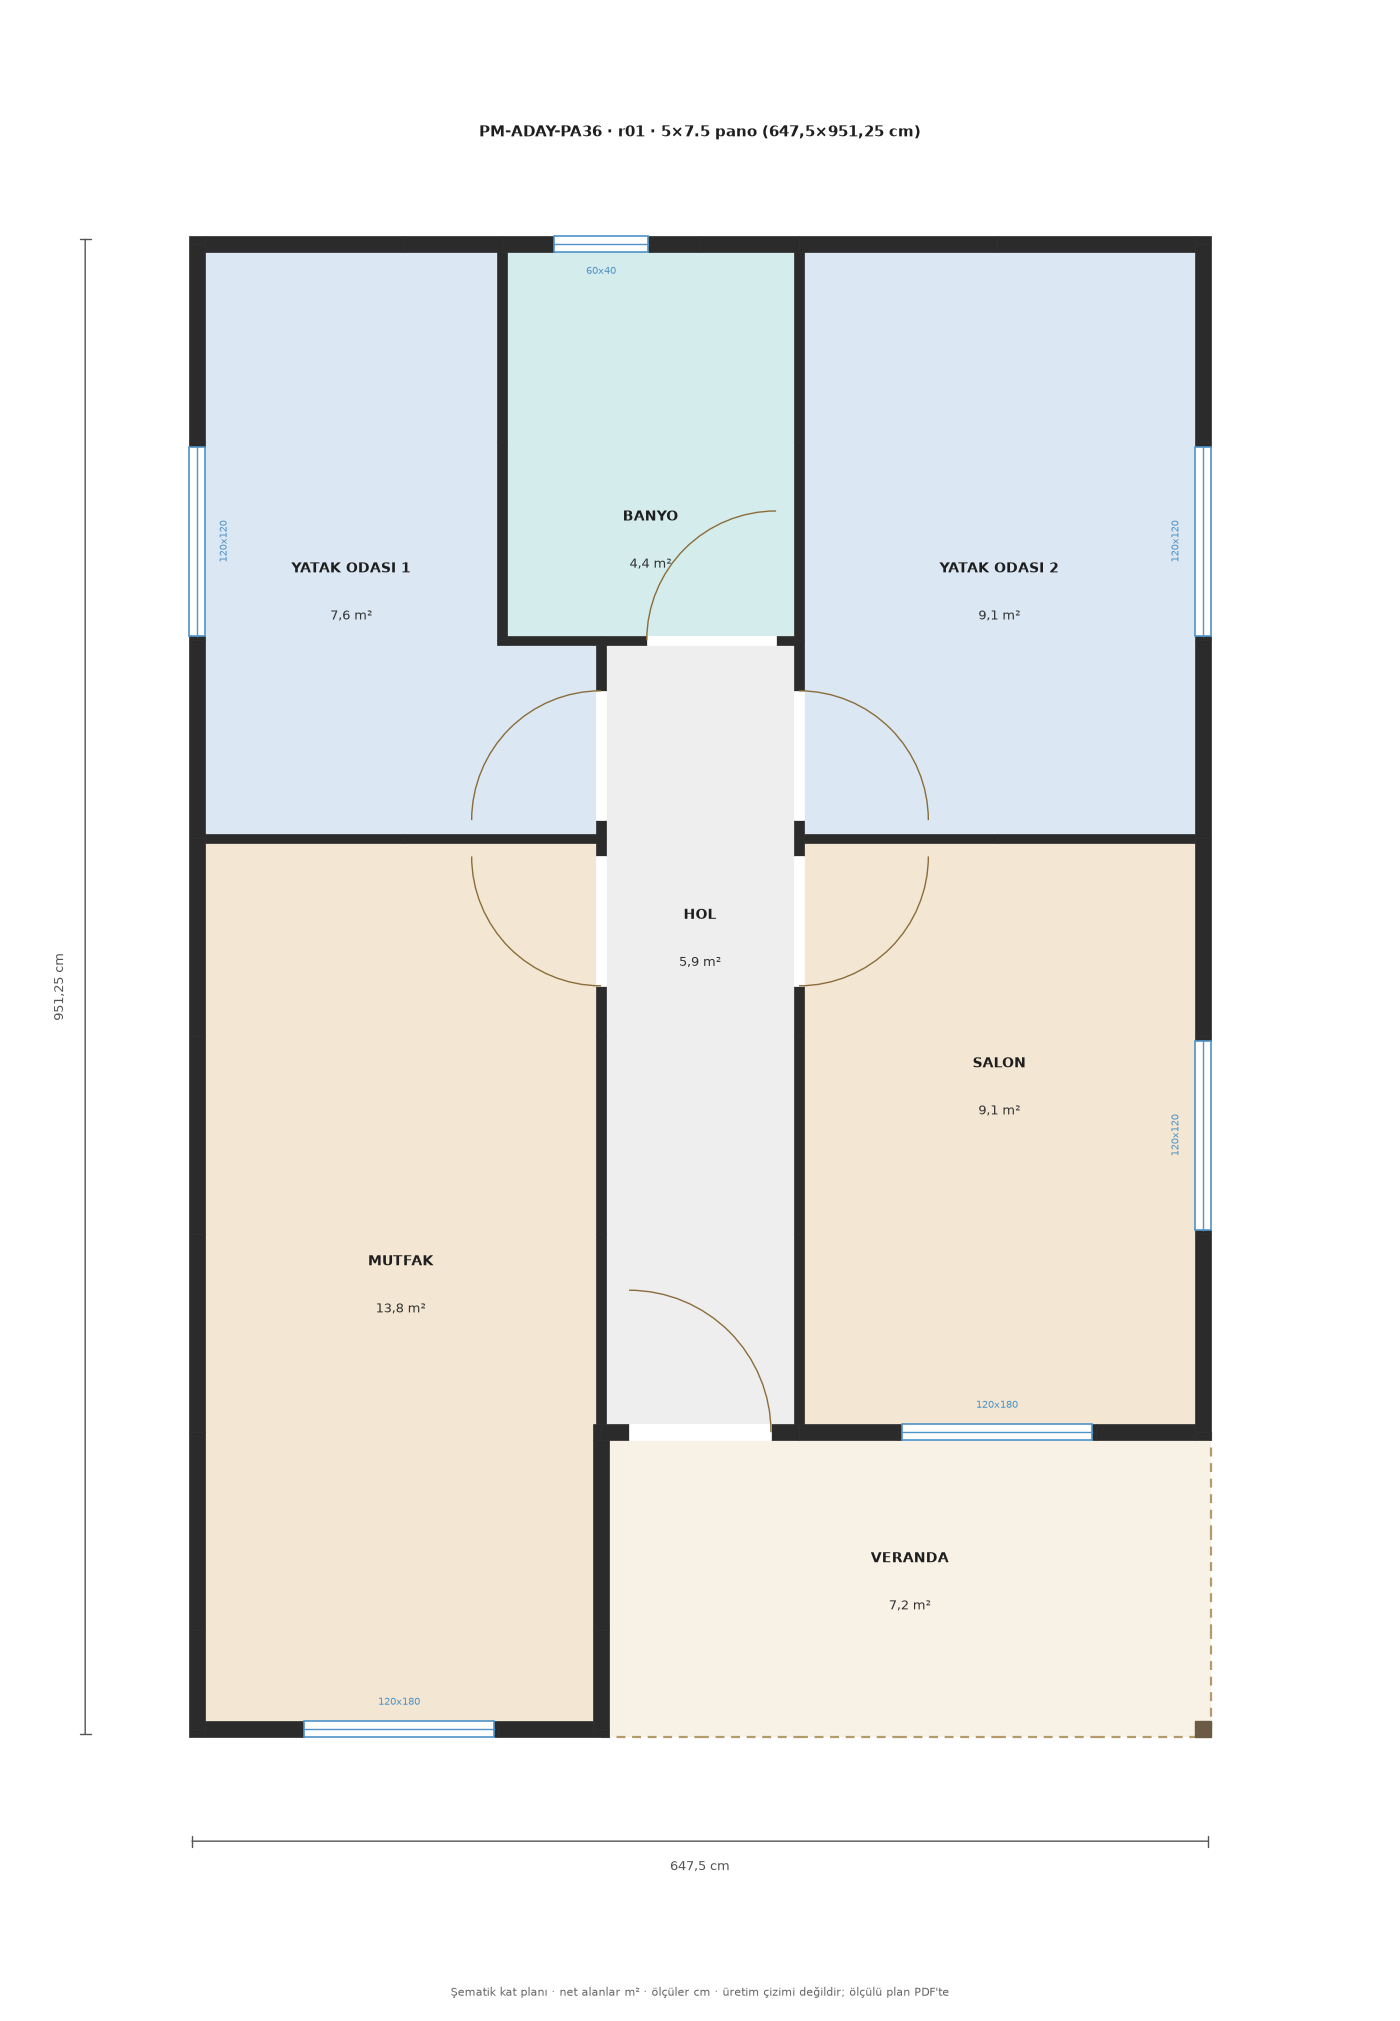 PM-ADAY-PA36 · r01 · 5×7.5 pano (647,5×951,25 cm)
60x40
BANYO
4,4 m²
120x120
YATAK ODASI 1
7,6 m²
YATAK ODASI 2
9,1 m²
120x120
HOL
5,9 m²
951,25 cm
SALON
9,1 m²
120x120
MUTFAK
13,8 m²
120x180
VERANDA
7,2 m²
120x180
647,5 cm
Şematik kat planı · net alanlar m² · ölçüler cm · üretim çizimi değildir; ölçülü plan PDF'te